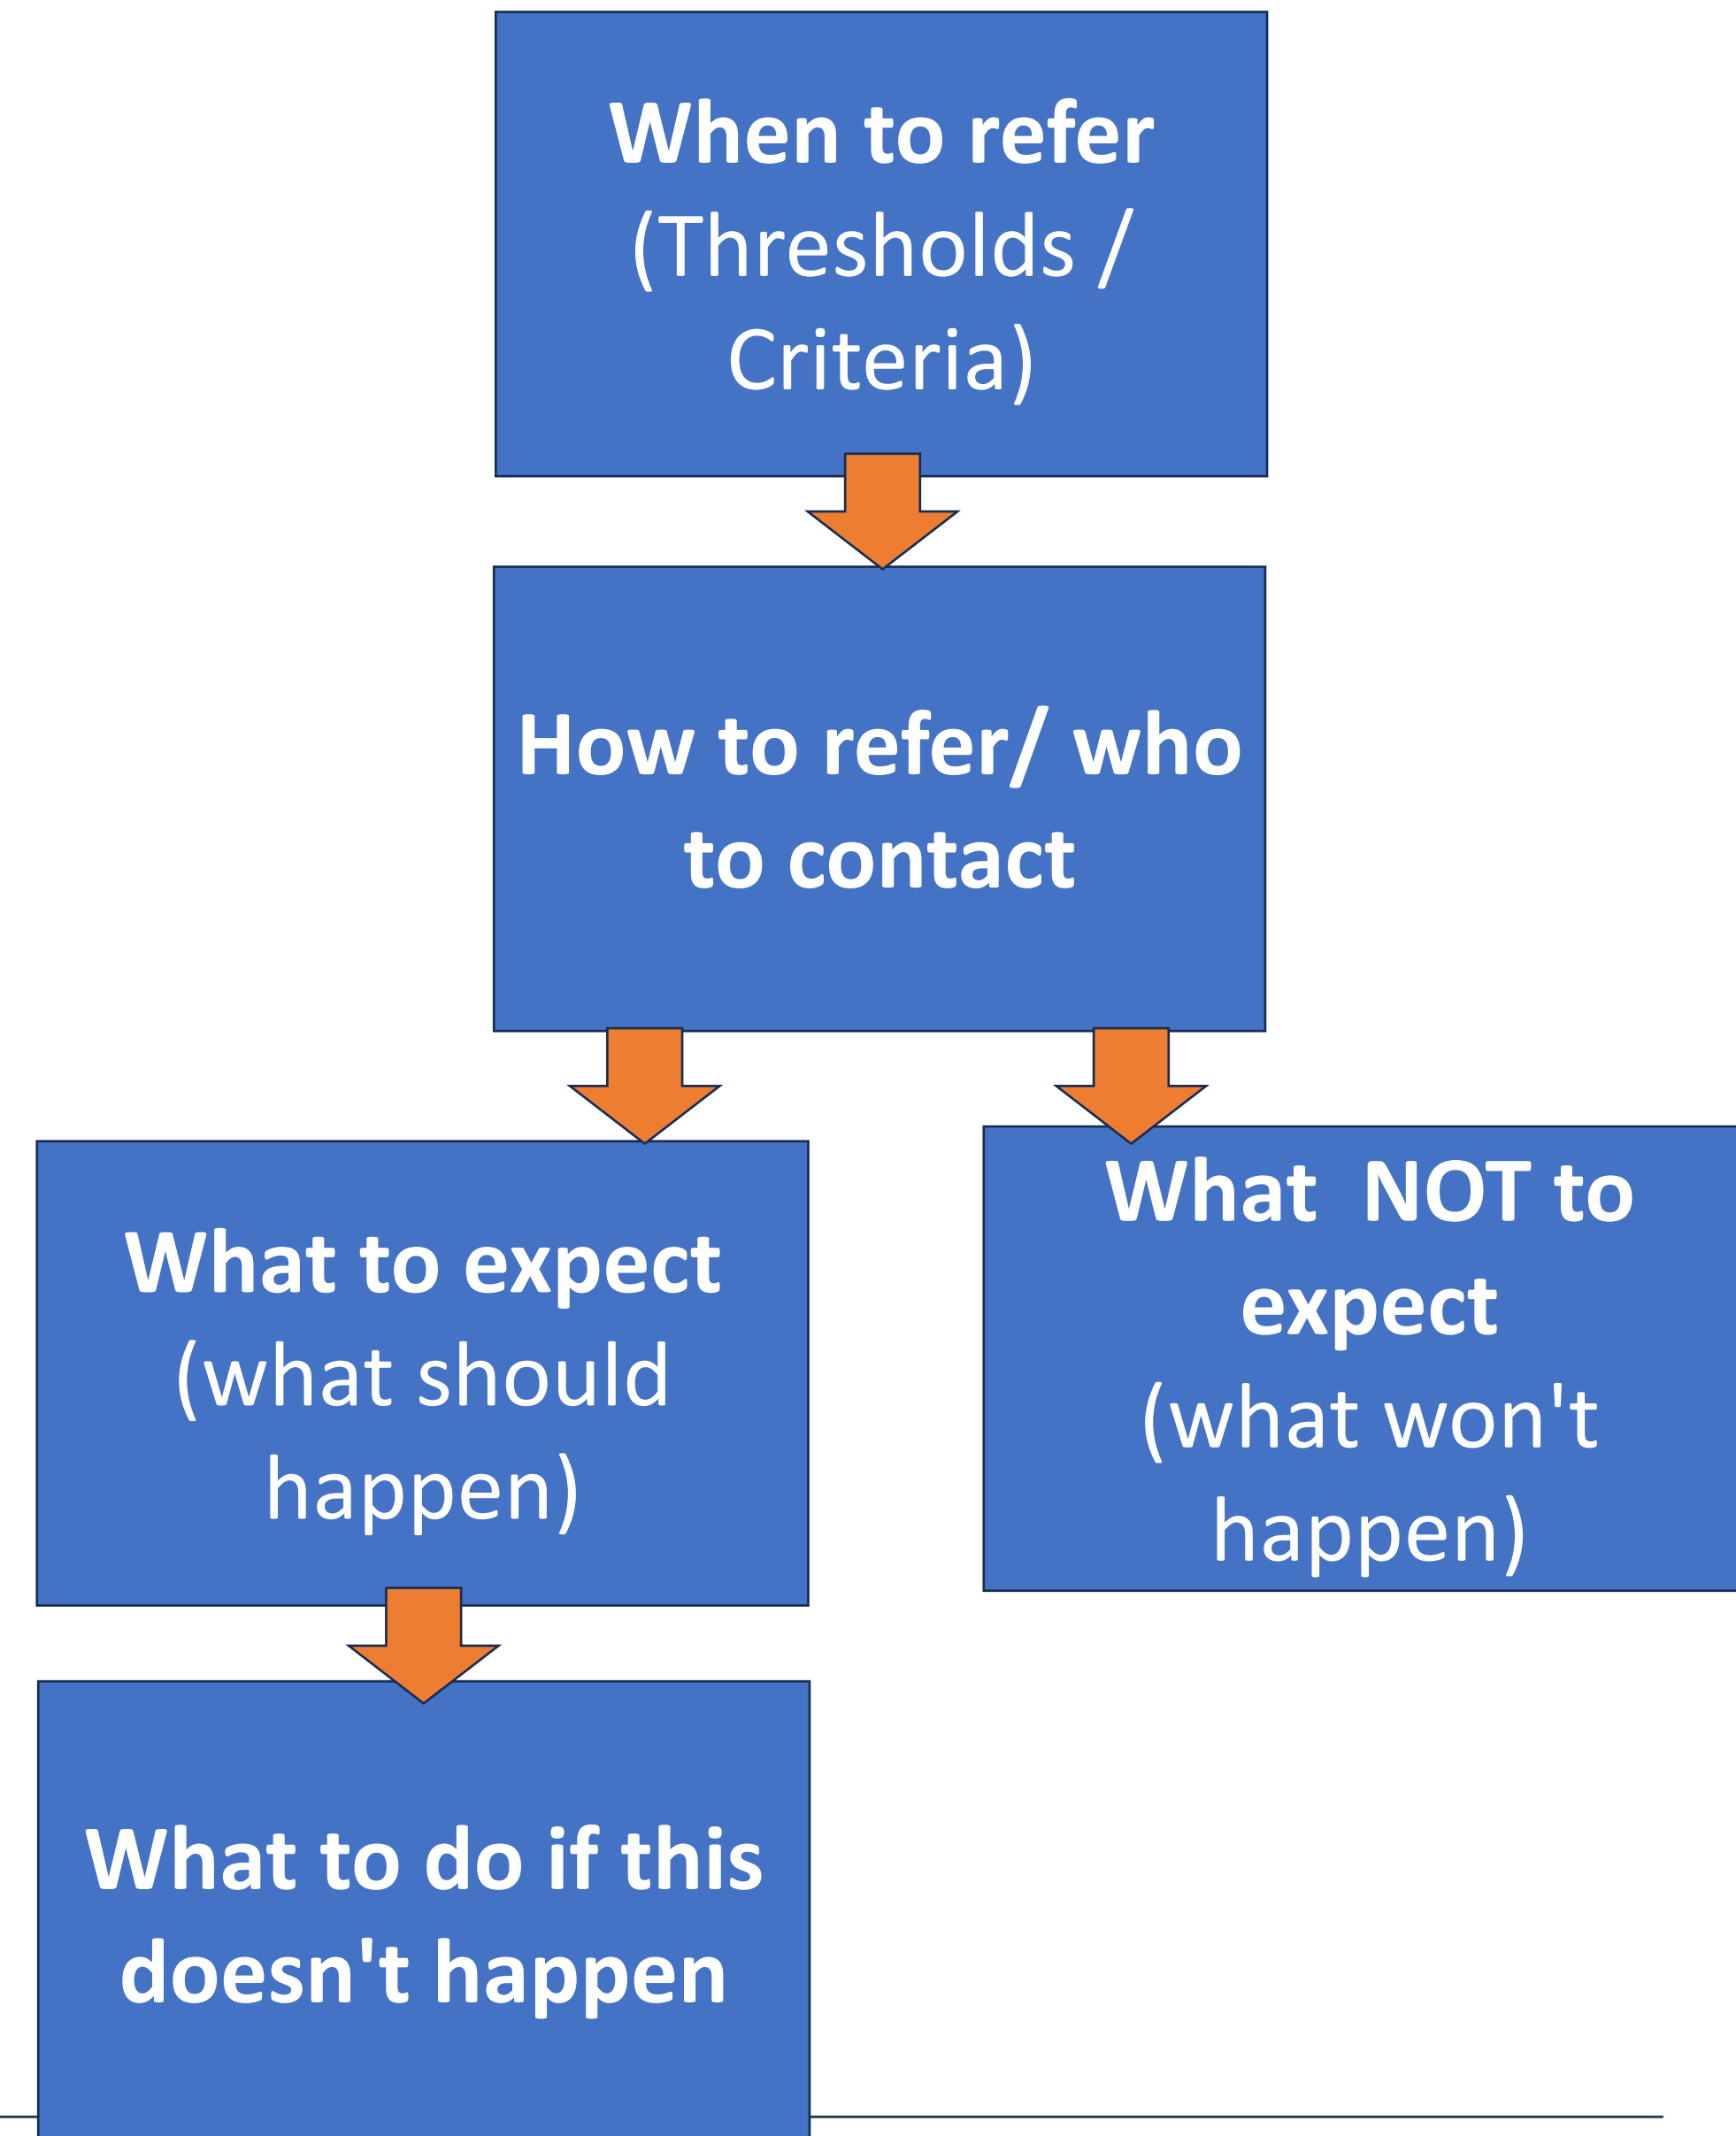 When to refer
(Thresholds /
Criteria)
How to refer/ who
to contact
What to expect
(what should
happen)
What  NOT to
expect
(what won't
happen)
What to do if this
doesn't happen